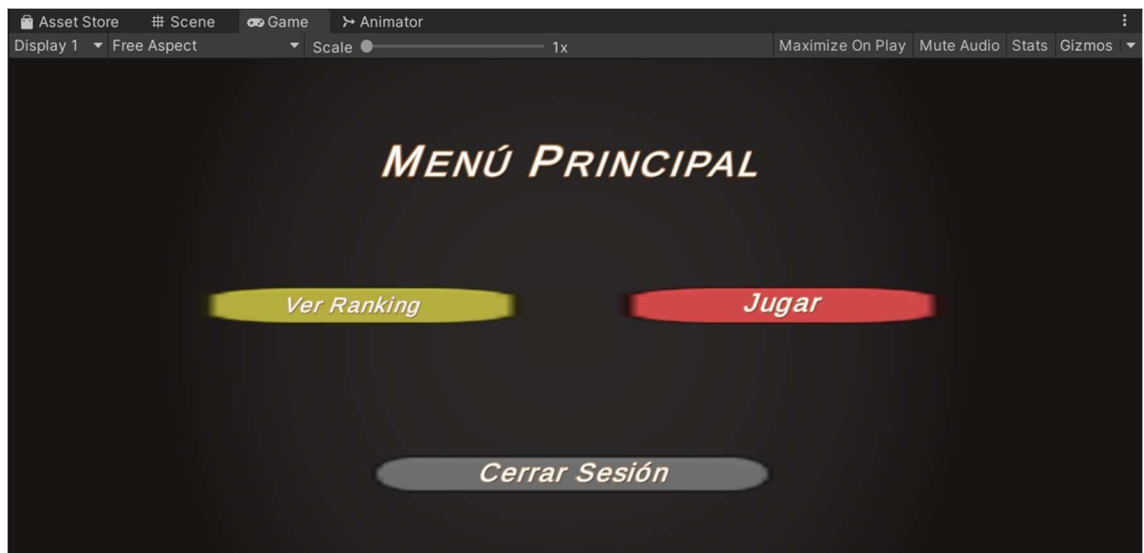 Asset Store Scene Game Animator
Display 1 Free Aspect Scale 1x Maximize On Play Mute Audio Stats Gizmos
MENÚ PRINCIPAL
Ver Ranking Jugar
Cerrar Sesión